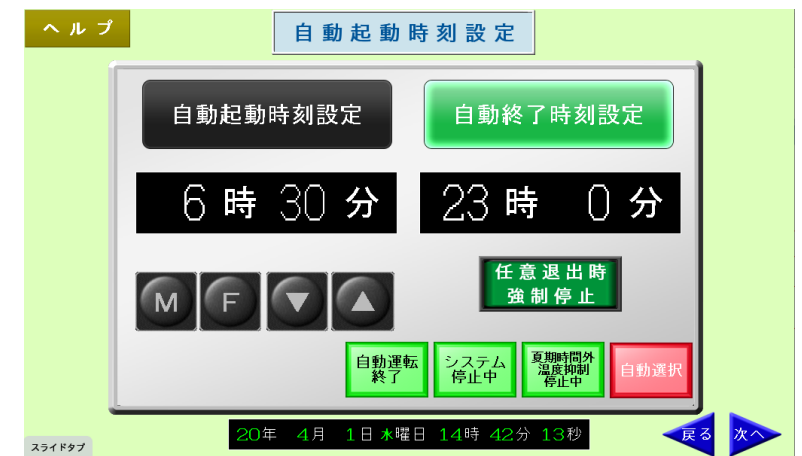 ヘルプ
自動起動時刻設定
自動起動時刻設定
自動終了時刻設定
6時30分
23時 0分
M F ▼ ▲
任意退出時
強制停止
自動運転
終了
システム
停止中
夏期時間外
温度抑制
停止中
自動選択
20年 4月 1日水曜日 14時42分13秒
戻る
次へ
スライドタブ